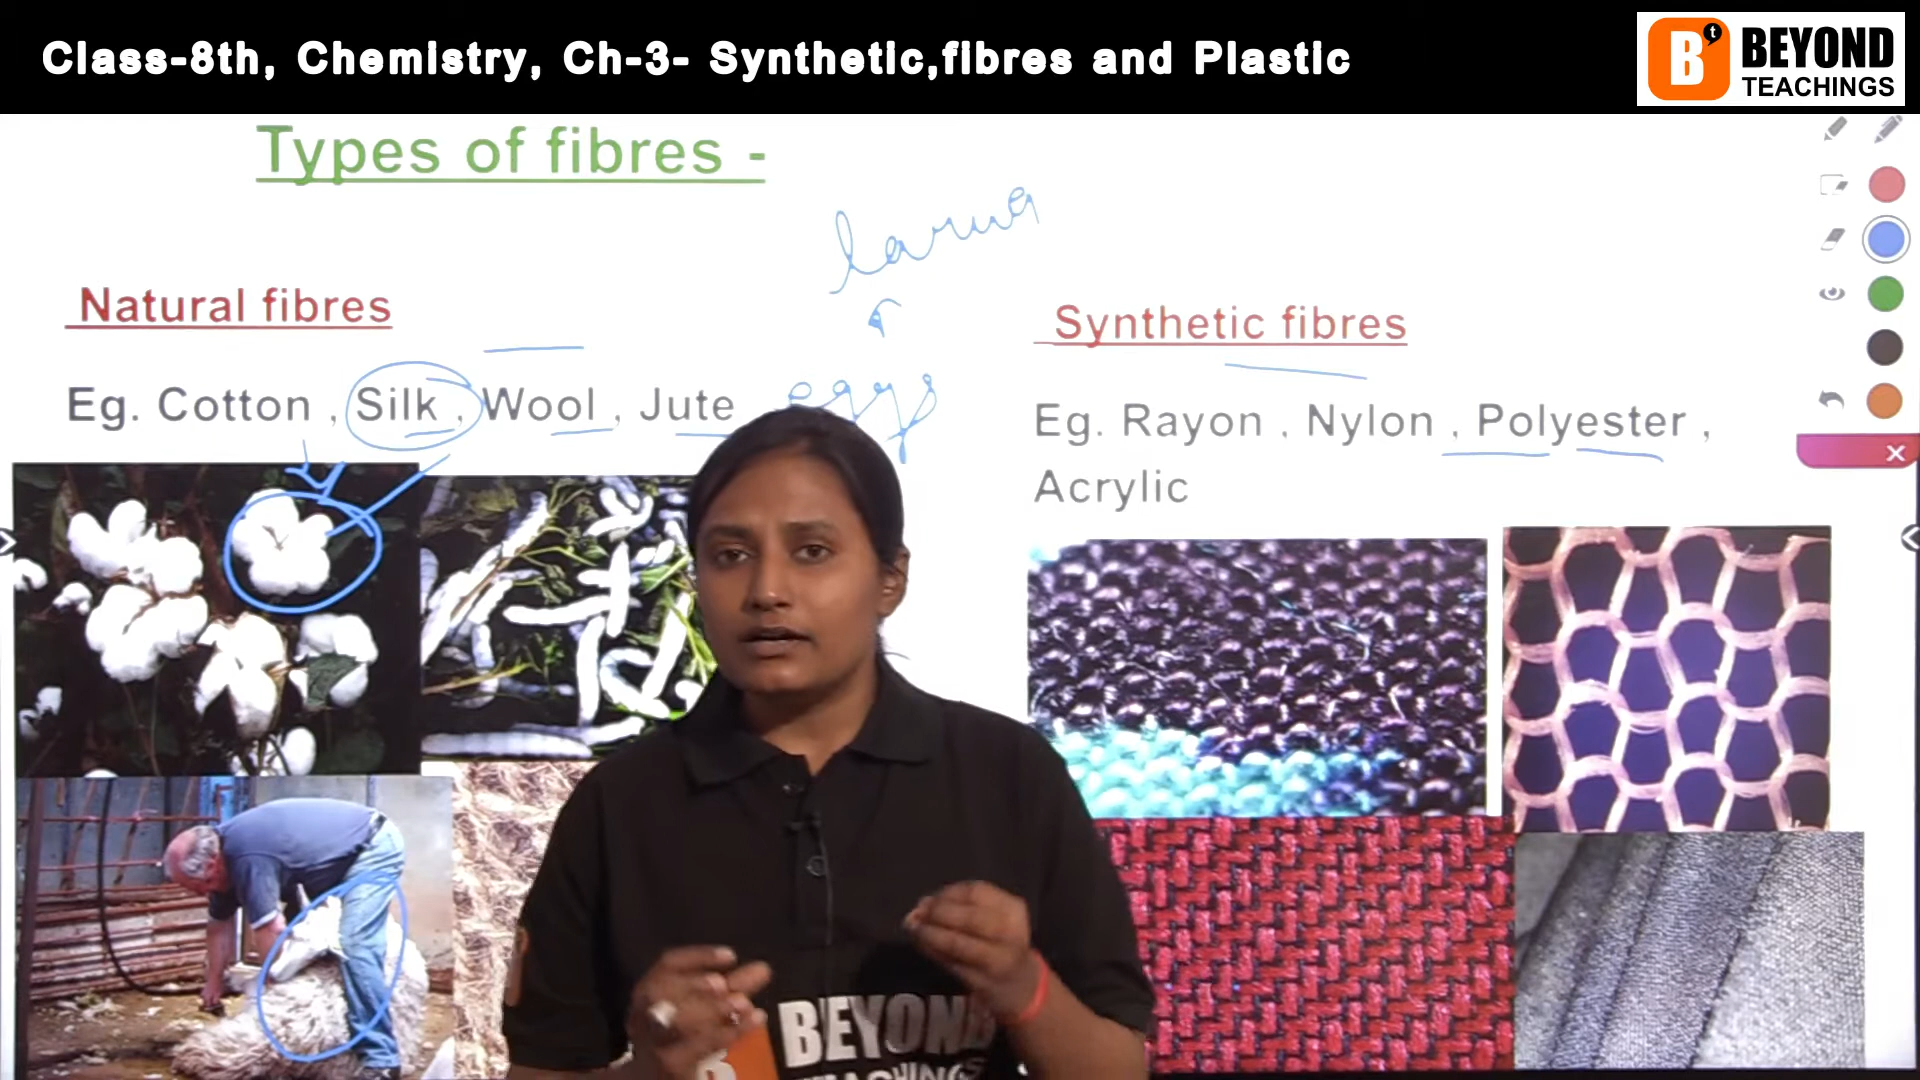 Class-8th, Chemistry, Ch-3- Synthetic,fibres and Plastic
BEYOND
TEACHINGS
Types of fibres -
larva
Natural fibres
Synthetic fibres
eggs
Eg. Cotton , Silk , Wool , Jute
Eg. Rayon , Nylon , Polyester ,
Acrylic
BEYOND
TEACHINGS